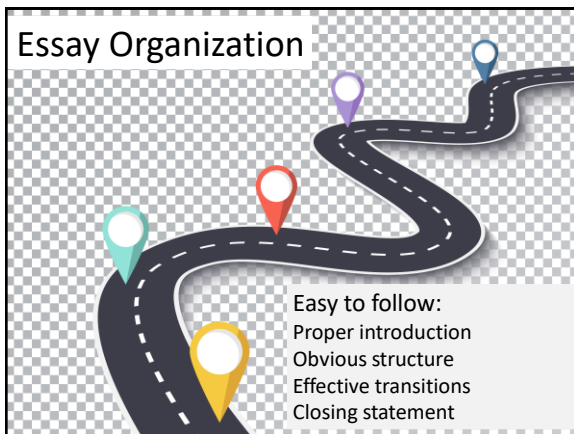 Essay Organization
Easy to follow:
Proper introduction
Obvious structure
Effective transitions
Closing statement